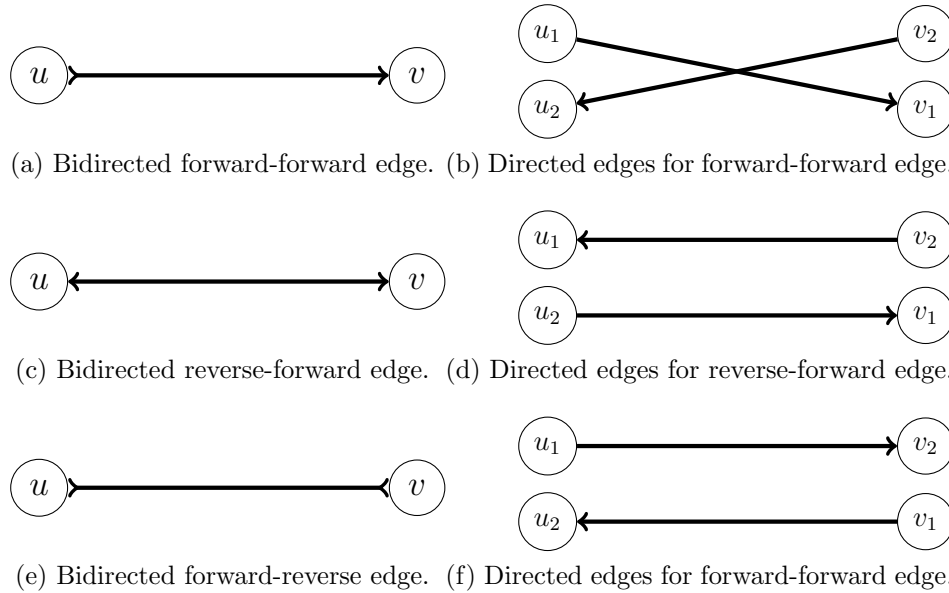 u v
u₁ v₂
u₂ v₁
(a) Bidirected forward-forward edge. (b) Directed edges for forward-forward edge.
u v
u₁ v₂
u₂ v₁
(c) Bidirected reverse-forward edge. (d) Directed edges for reverse-forward edge.
u v
u₁ v₂
u₂ v₁
(e) Bidirected forward-reverse edge. (f) Directed edges for forward-forward edge.